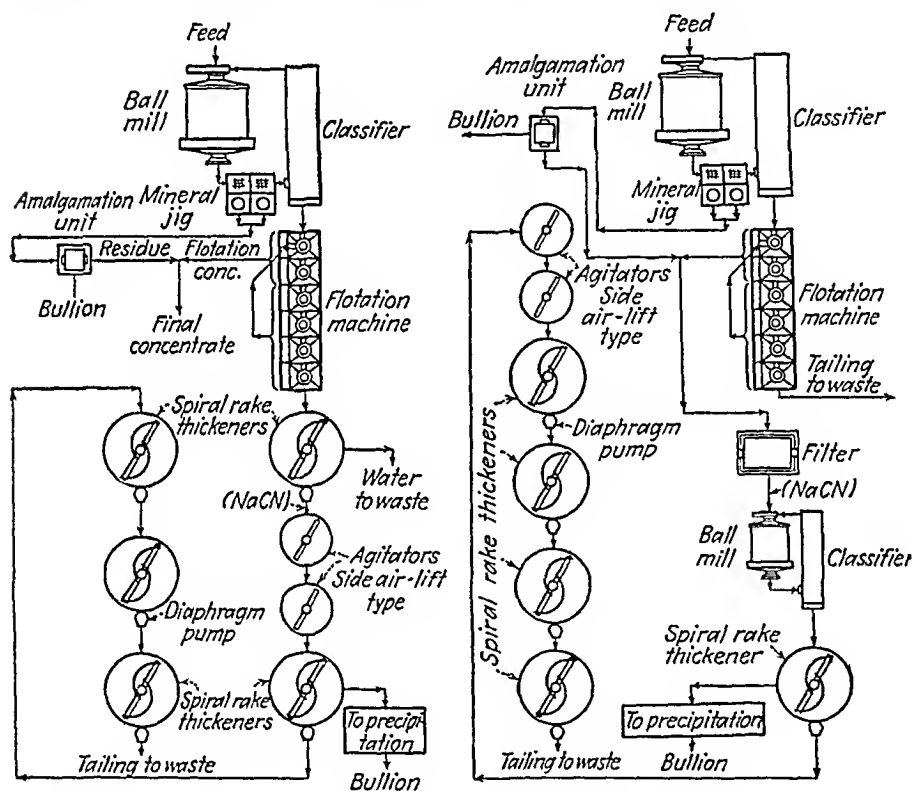 Feed
Ball
mill
Classifier
Amalgamation
unit
Mineral
jig
Residue
Flotation
conc.
Bullion
Final
concentrate
Flotation
machine
Spiral rake
thickeners
Water
to waste
(NaCN)
Agitators
Side air-lift
type
Diaphragm
pump
Spiral rake
thickeners
To precipi-
tation
Tailing to waste
Bullion
Feed
Amalgamation
unit
Bullion
Ball
mill
Classifier
Mineral
jig
Agitators
Side
air-lift
type
Flotation
machine
Tailing
to waste
Spiral rake thickeners
Diaphragm
pump
Filter
(NaCN)
Ball
mill
Classifier
Spiral rake
thickener
To precipitation
Tailing to waste
Bullion